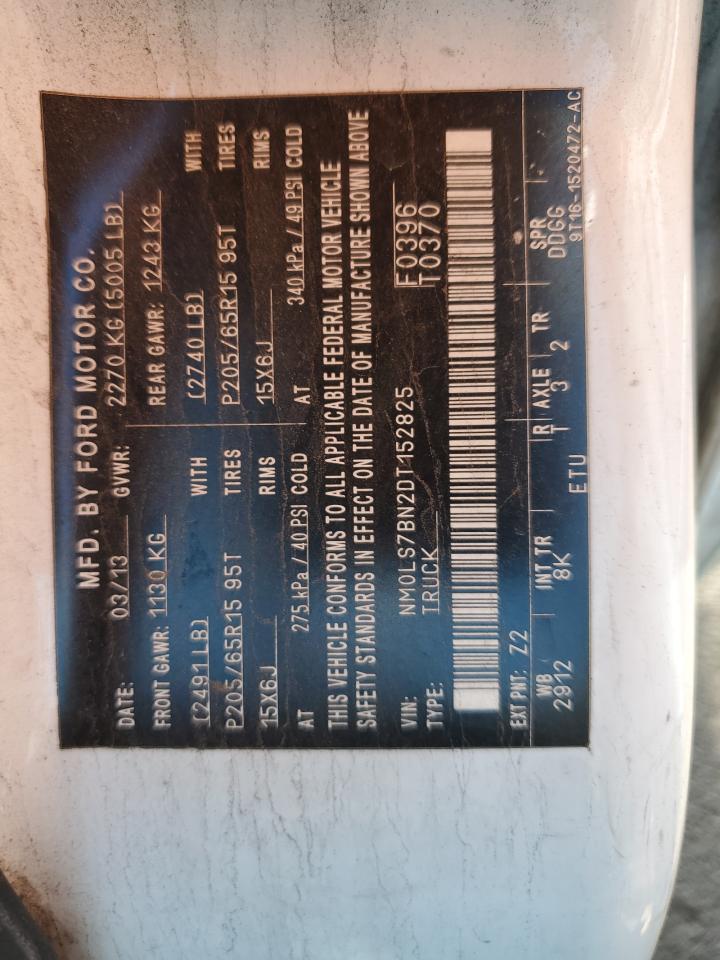 MFD. BY FORD MOTOR CO.
DATE: 03/13 GVWR: 2270 KG (5005 LB)
FRONT GAWR: 1130 KG REAR GAWR: 1243 KG
(2491 LB) WITH (2740 LB) WITH
P205/65R15 95T TIRES P205/65R15 95T TIRES
15X6J RIMS 15X6J RIMS
AT 275 kPa/40 PSI COLD AT 340 kPa/49 PSI COLD
THIS VEHICLE CONFORMS TO ALL APPLICABLE FEDERAL MOTOR VEHICLE
SAFETY STANDARDS IN EFFECT ON THE DATE OF MANUFACTURE SHOWN ABOVE
VIN: NM0LS7BN2DT152825 F0396
TYPE: TRUCK T0370
EXT PNT: Z2
WB INT TR R AXLE TR SPR
2912 8K 1 3 2 DDGG
ETU 9T16-1520472-AC